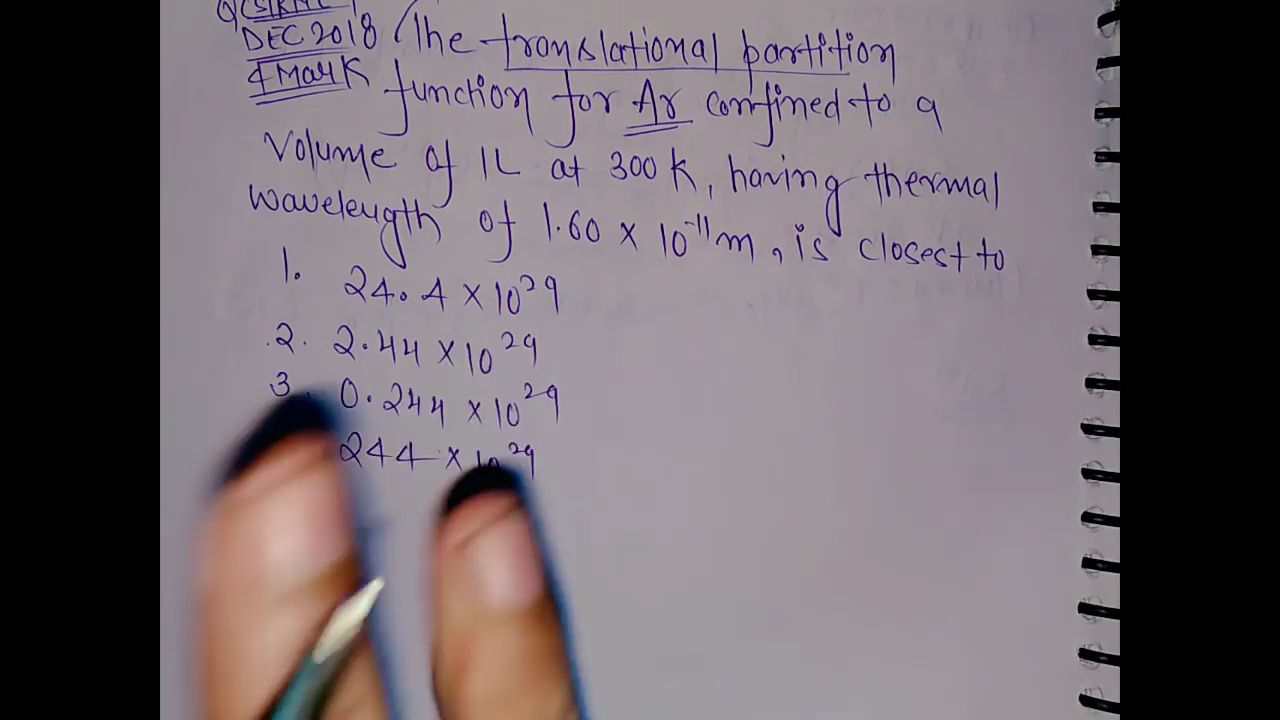 DEC 2018 The translational partition
4 Mark function for Ar confined to a
Volume of 1L at 300 K, having thermal
wavelength of 1.60 × 10⁻¹¹m, is closest to
1. 24.4 × 10²⁹
2. 2.44 × 10²⁹
3. 0.244 × 10²⁹
244 × 10²⁹